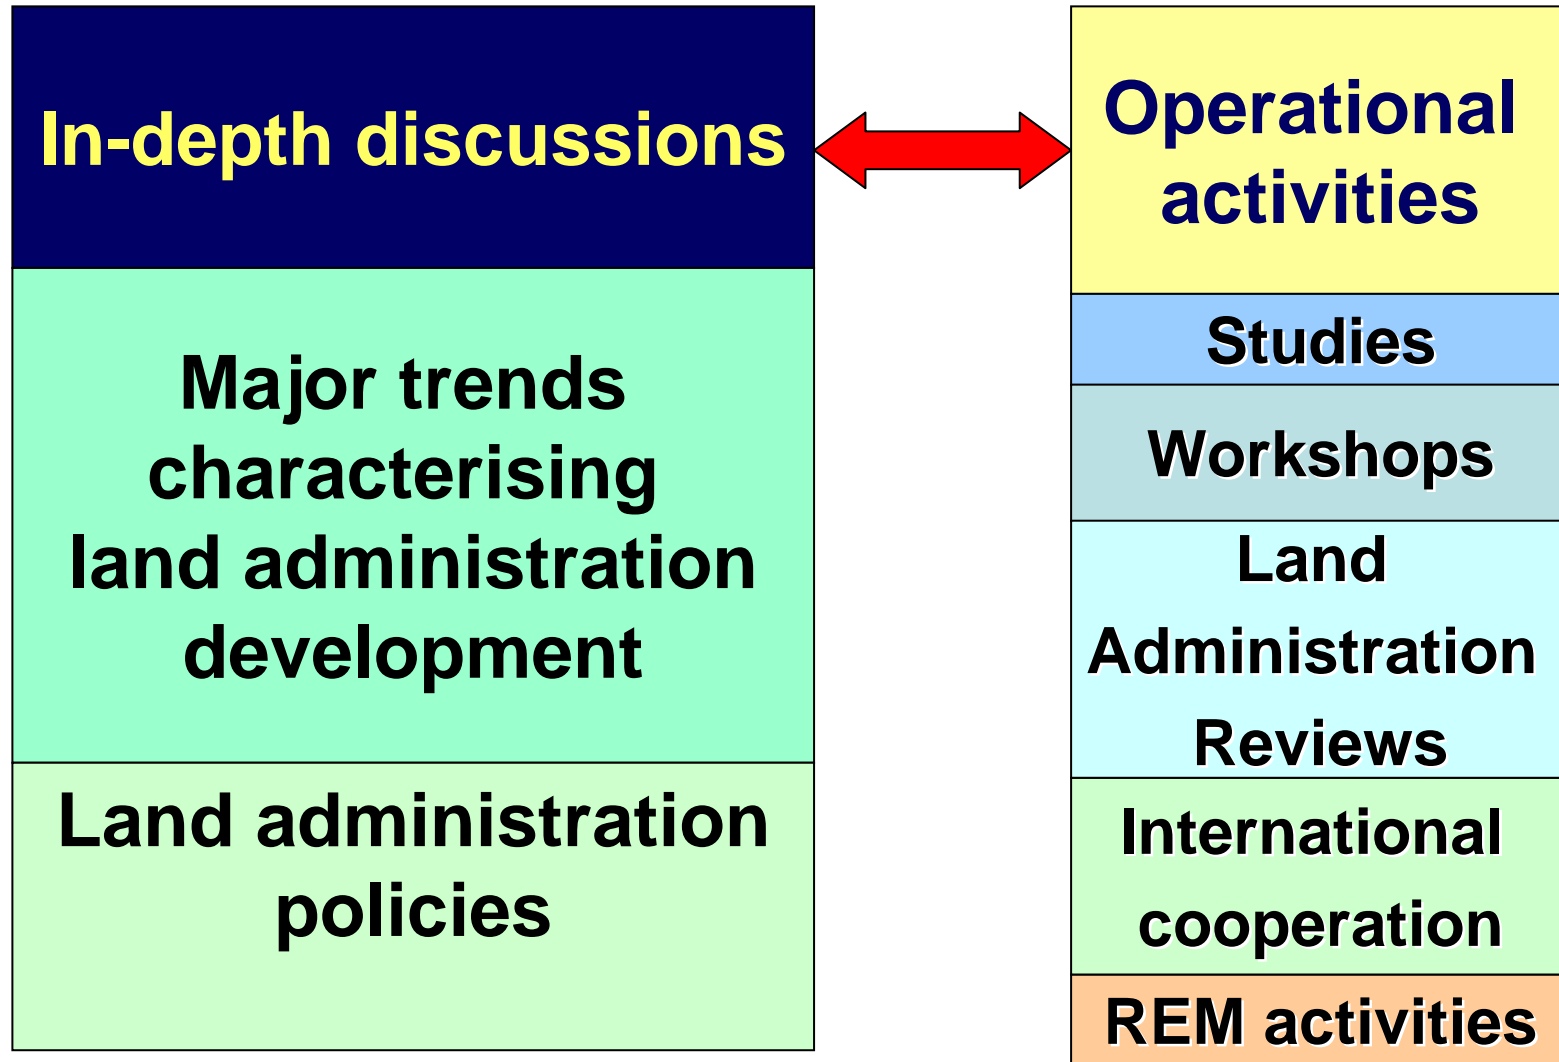 In-depth discussions
Major trends
characterising
land administration
development
Land administration
policies
Operational
activities
Studies
Workshops
Land
Administration
Reviews
International
cooperation
REM activities